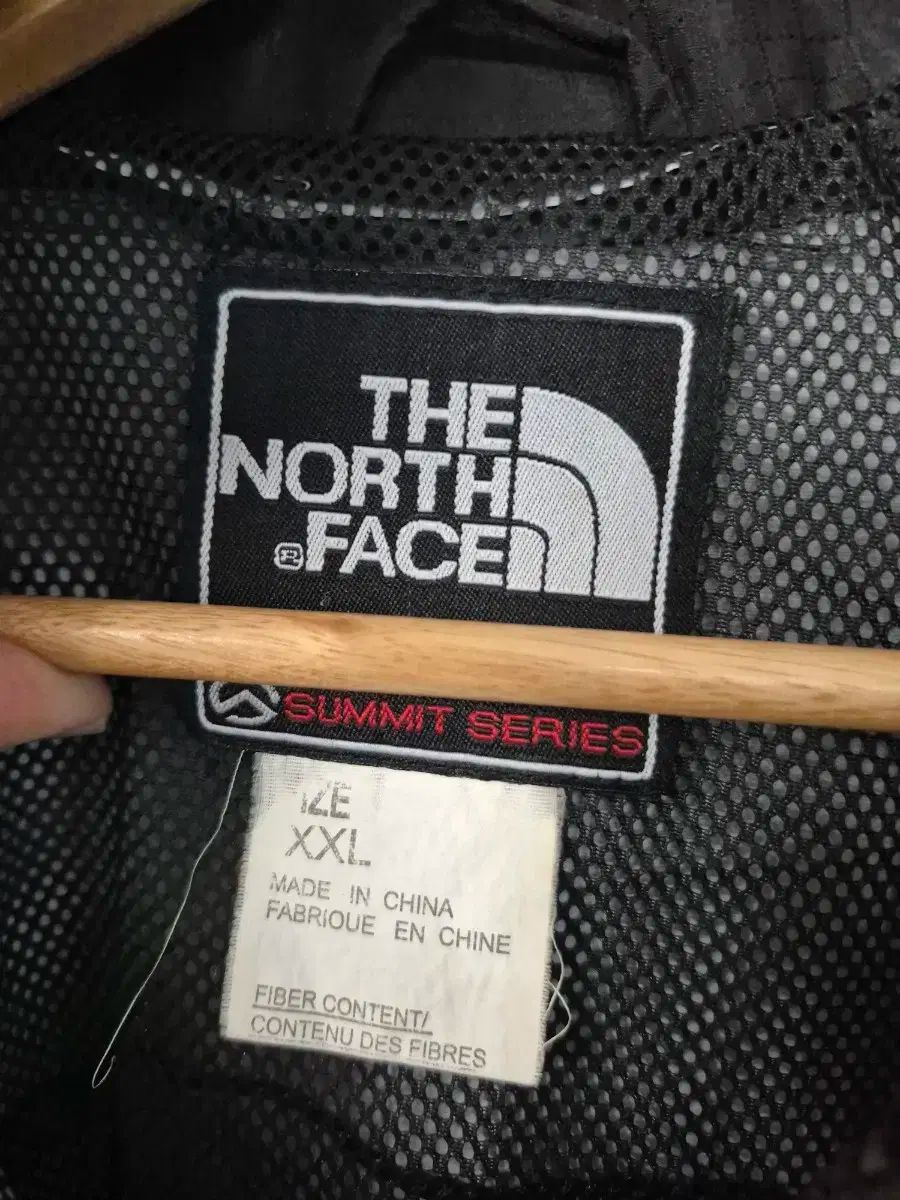 THE
NORTH
® FACE
SUMMIT SERIES
IZE
XXL
MADE IN CHINA
FABRIQUE EN CHINE
FIBER CONTENT/
CONTENU DES FIBRES